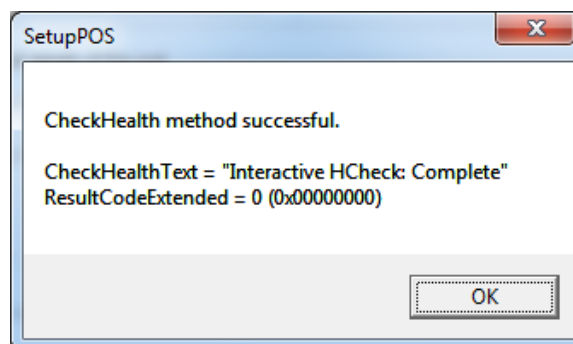 SetupPOS
CheckHealth method successful.
CheckHealthText = "Interactive HCheck: Complete"
ResultCodeExtended = 0 (0x00000000)
OK